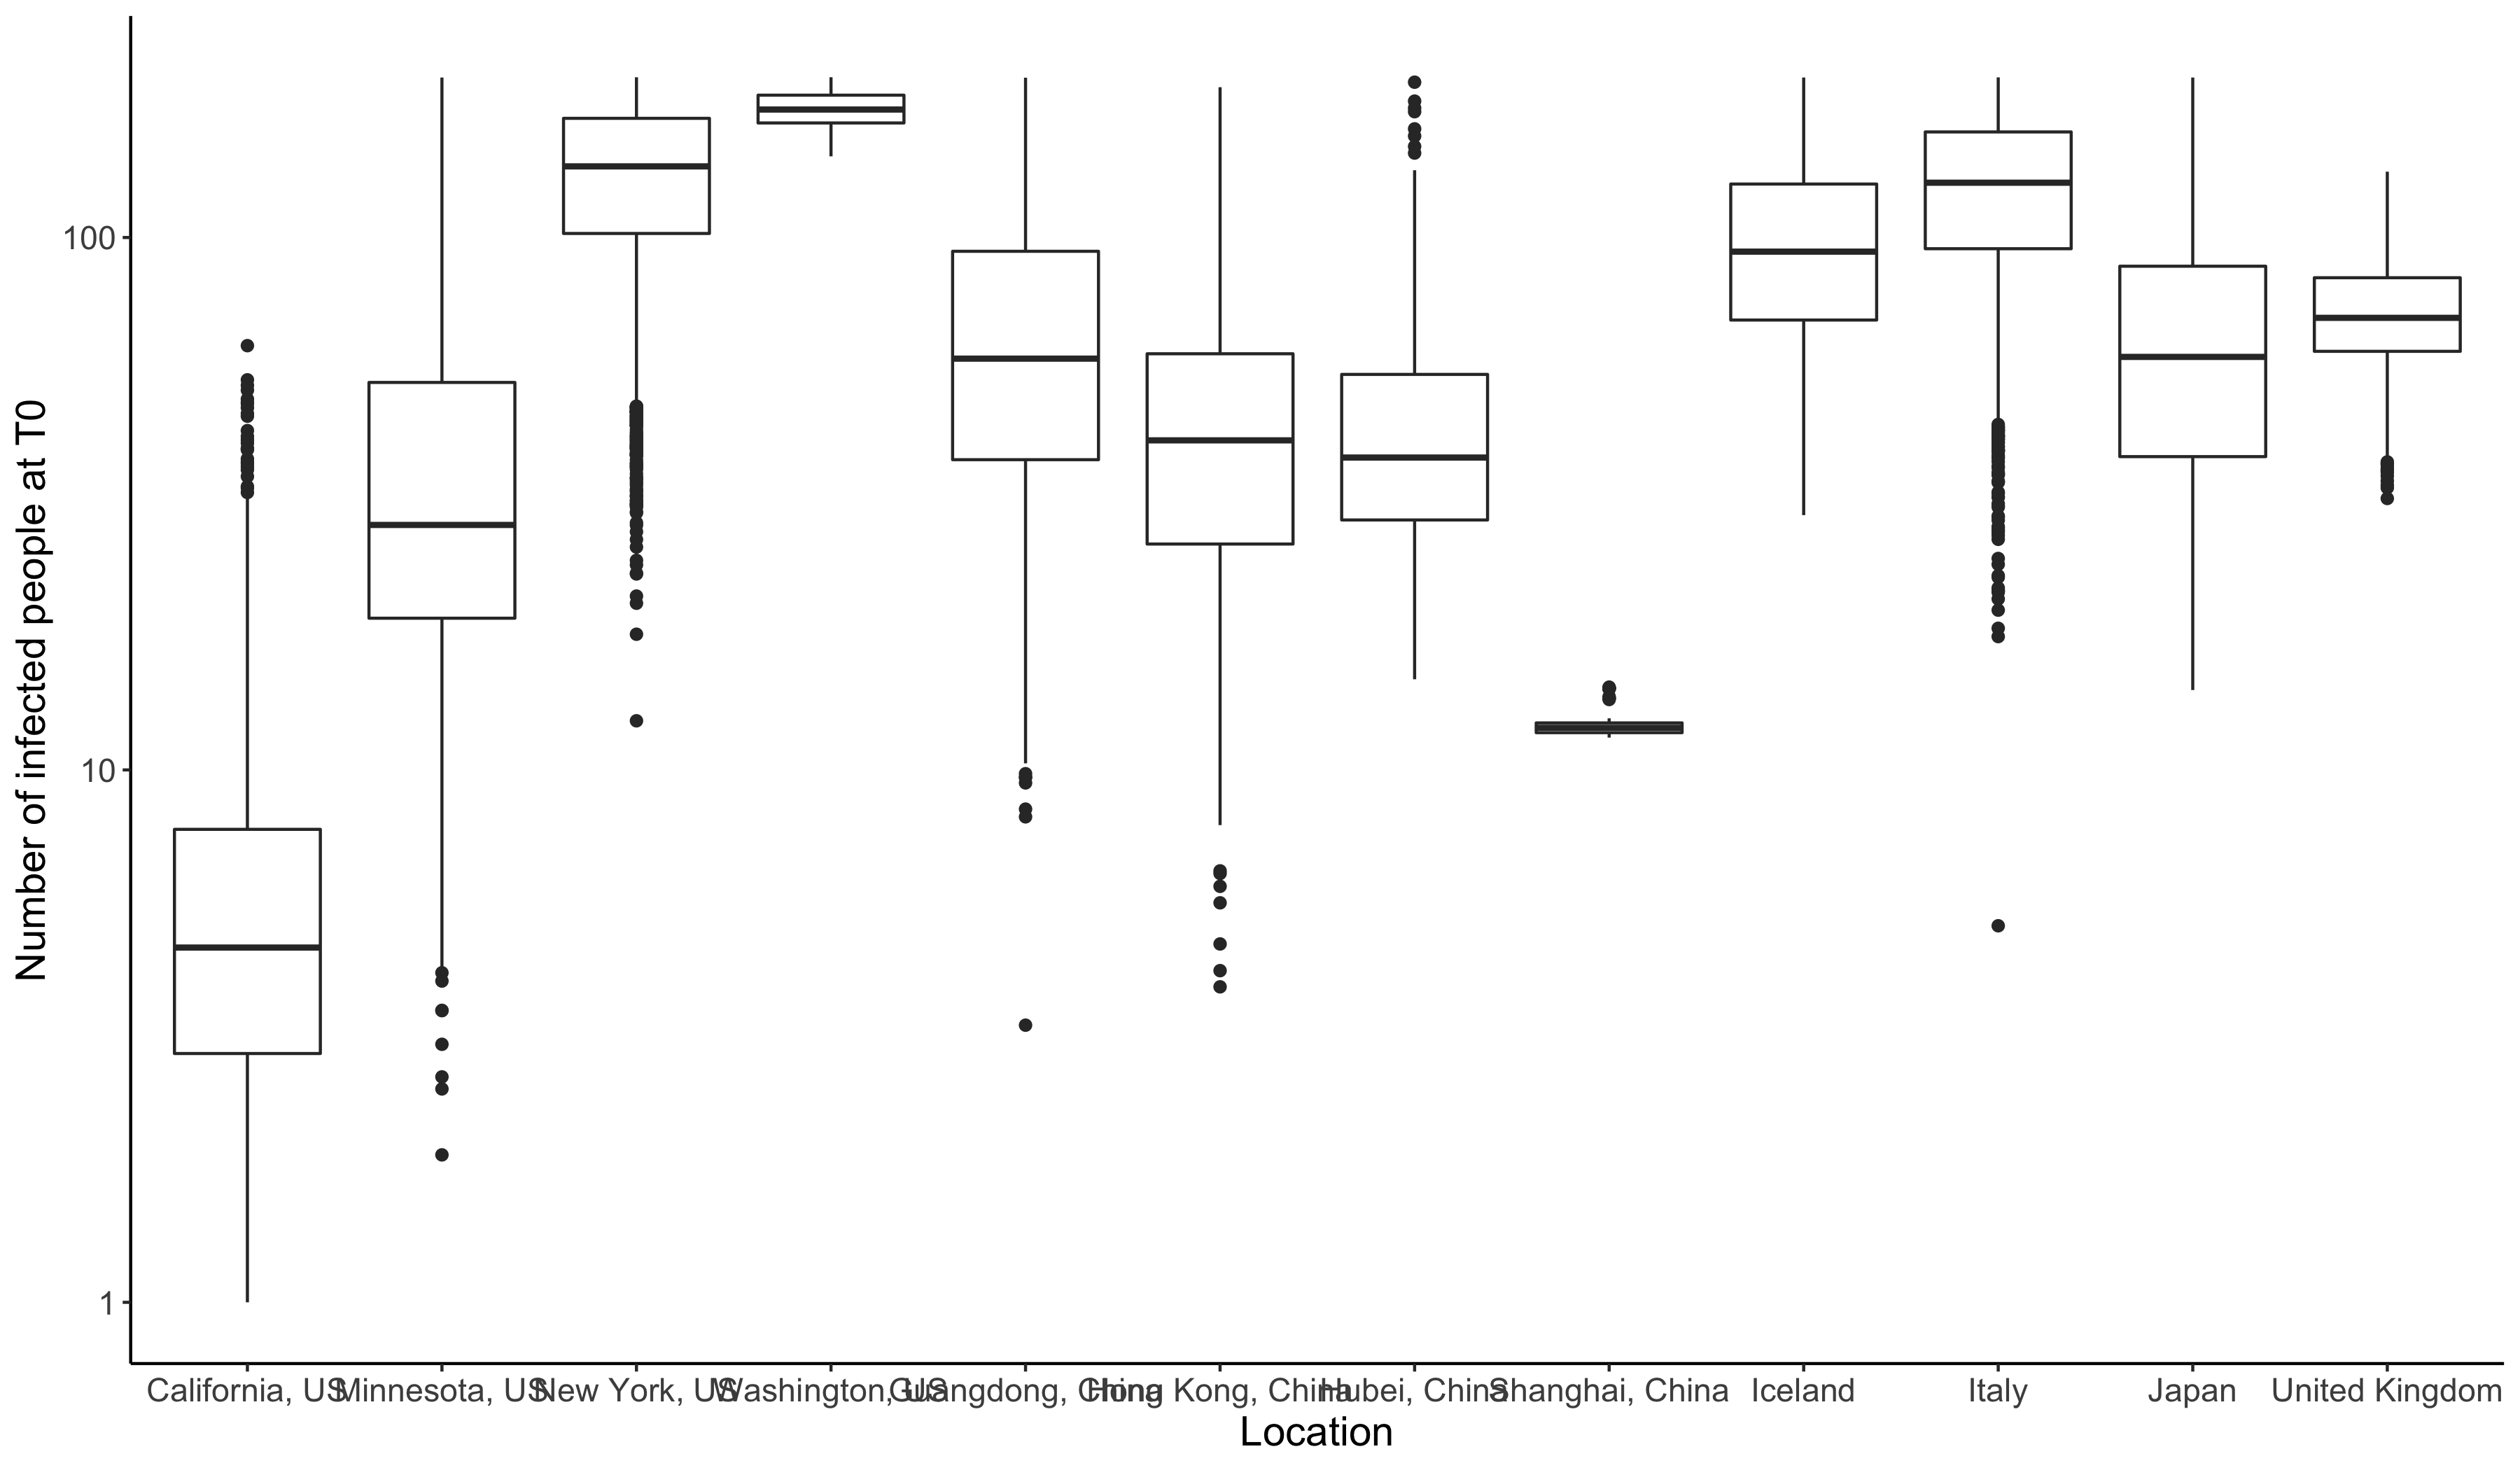 Number of infected people at T0
100
10
1
California, US Minnesota, US New York, US Washington, US Guangdong, China Hong Kong, China Hubei, China Shanghai, China Iceland Italy Japan United Kingdom
Location